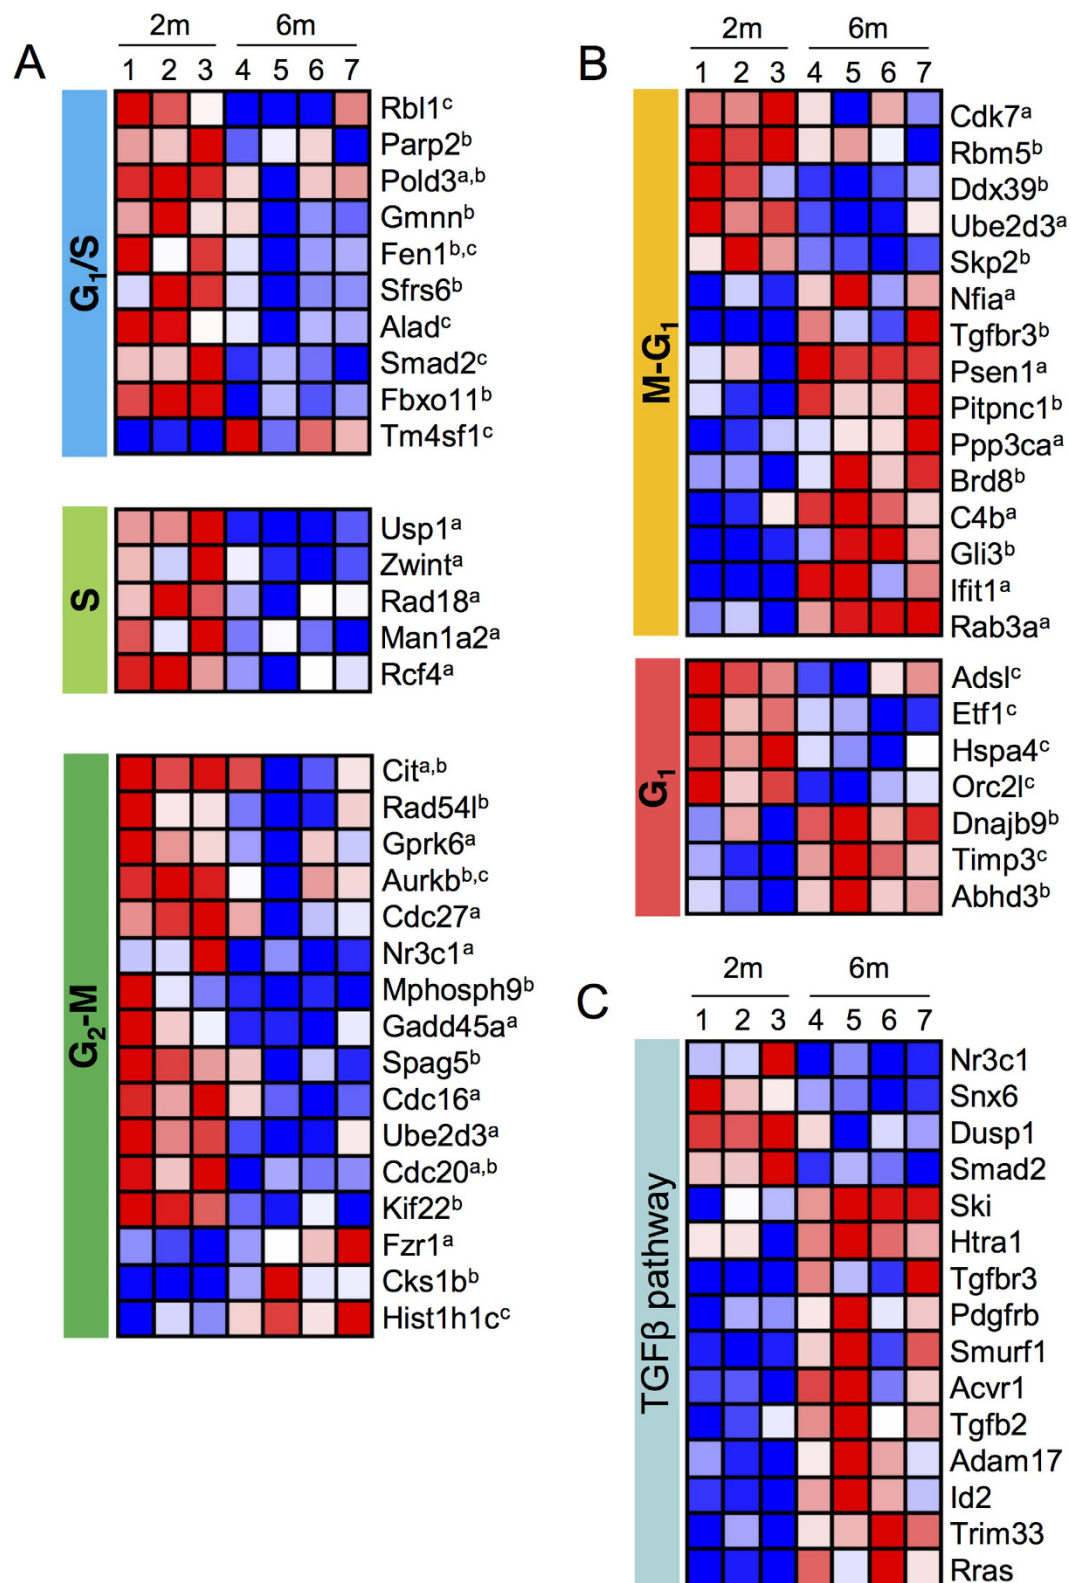 A
2m 6m
1 2 3 4 5 6 7
G₁/S
Rbl1ᶜ
Parp2ᵇ
Pold3ᵃ,ᵇ
Gmnnᵇ
Fen1ᵇ,ᶜ
Sfrs6ᵇ
Aladᶜ
Smad2ᶜ
Fbxo11ᵇ
Tm4sf1ᶜ
S
Usp1ᵃ
Zwintᵃ
Rad18ᵃ
Man1a2ᵃ
Rcf4ᵃ
G₂-M
Citᵃ,ᵇ
Rad54lᵇ
Gprk6ᵃ
Aurkbᵇ,ᶜ
Cdc27ᵃ
Nr3c1ᵃ
Mphosph9ᵇ
Gadd45aᵃ
Spag5ᵇ
Cdc16ᵃ
Ube2d3ᵃ
Cdc20ᵃ,ᵇ
Kif22ᵇ
Fzr1ᵃ
Cks1bᵇ
Hist1h1cᶜ
B
2m 6m
1 2 3 4 5 6 7
M-G₁
Cdk7ᵃ
Rbm5ᵇ
Ddx39ᵇ
Ube2d3ᵃ
Skp2ᵇ
Nfiaᵃ
Tgfbr3ᵇ
Psen1ᵃ
Pitpnc1ᵇ
Ppp3caᵃ
Brd8ᵇ
C4bᵃ
Gli3ᵇ
Ifit1ᵃ
Rab3aᵃ
G₁
Adslᶜ
Etf1ᶜ
Hspa4ᶜ
Orc2lᶜ
Dnajb9ᵇ
Timp3ᶜ
Abhd3ᵇ
C
2m 6m
1 2 3 4 5 6 7
TGFβ pathway
Nr3c1
Snx6
Dusp1
Smad2
Ski
Htra1
Tgfbr3
Pdgfrb
Smurf1
Acvr1
Tgfb2
Adam17
Id2
Trim33
Rras